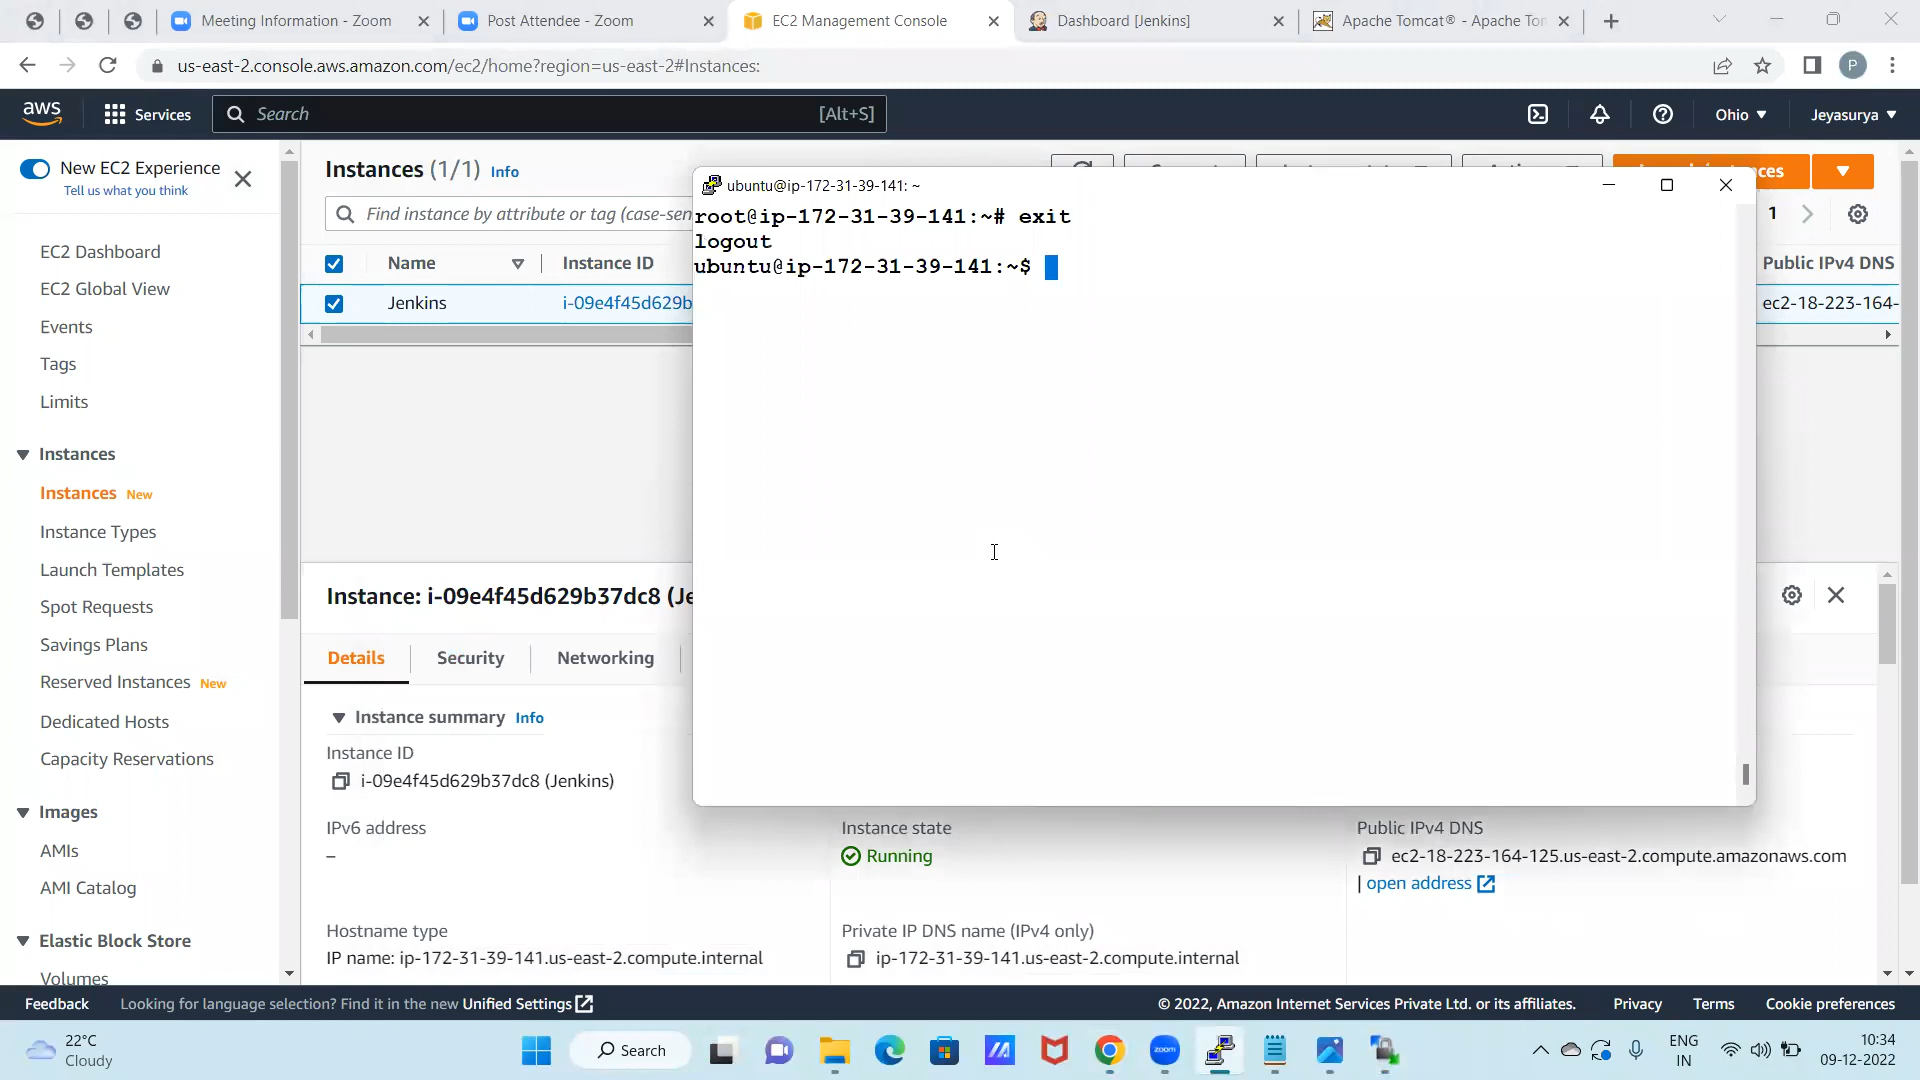 Meeting Information - Zoom
Post Attendee - Zoom
EC2 Management Console
Dashboard [Jenkins]
Apache Tomcat® - Apache Tor
us-east-2.console.aws.amazon.com/ec2/home?region=us-east-2#Instances:
P
aws
Services
Search
[Alt+S]
Ohio
Jeyasurya
New EC2 Experience
Tell us what you think
EC2 Dashboard
EC2 Global View
Events
Tags
Limits
Instances
Instances New
Instance Types
Launch Templates
Spot Requests
Savings Plans
Reserved Instances New
Dedicated Hosts
Capacity Reservations
Images
AMIs
AMI Catalog
Elastic Block Store
Volumes
Instances (1/1) Info
Find instance by attribute or tag (case-sen
1
Name
Instance ID
Public IPv4 DNS
Jenkins
i-09e4f45d629b
ec2-18-223-164-
ubuntu@ip-172-31-39-141: ~
root@ip-172-31-39-141:~# exit
logout
ubuntu@ip-172-31-39-141:~$
Instance: i-09e4f45d629b37dc8 (Je
Details
Security
Networking
Instance summary Info
Instance ID
i-09e4f45d629b37dc8 (Jenkins)
IPv6 address
–
Instance state
Running
Public IPv4 DNS
ec2-18-223-164-125.us-east-2.compute.amazonaws.com
| open address
Hostname type
IP name: ip-172-31-39-141.us-east-2.compute.internal
Private IP DNS name (IPv4 only)
ip-172-31-39-141.us-east-2.compute.internal
Feedback
Looking for language selection? Find it in the new Unified Settings
© 2022, Amazon Internet Services Private Ltd. or its affiliates.
Privacy
Terms
Cookie preferences
22°C
Cloudy
Search
zoom
ENG
IN
10:34
09-12-2022